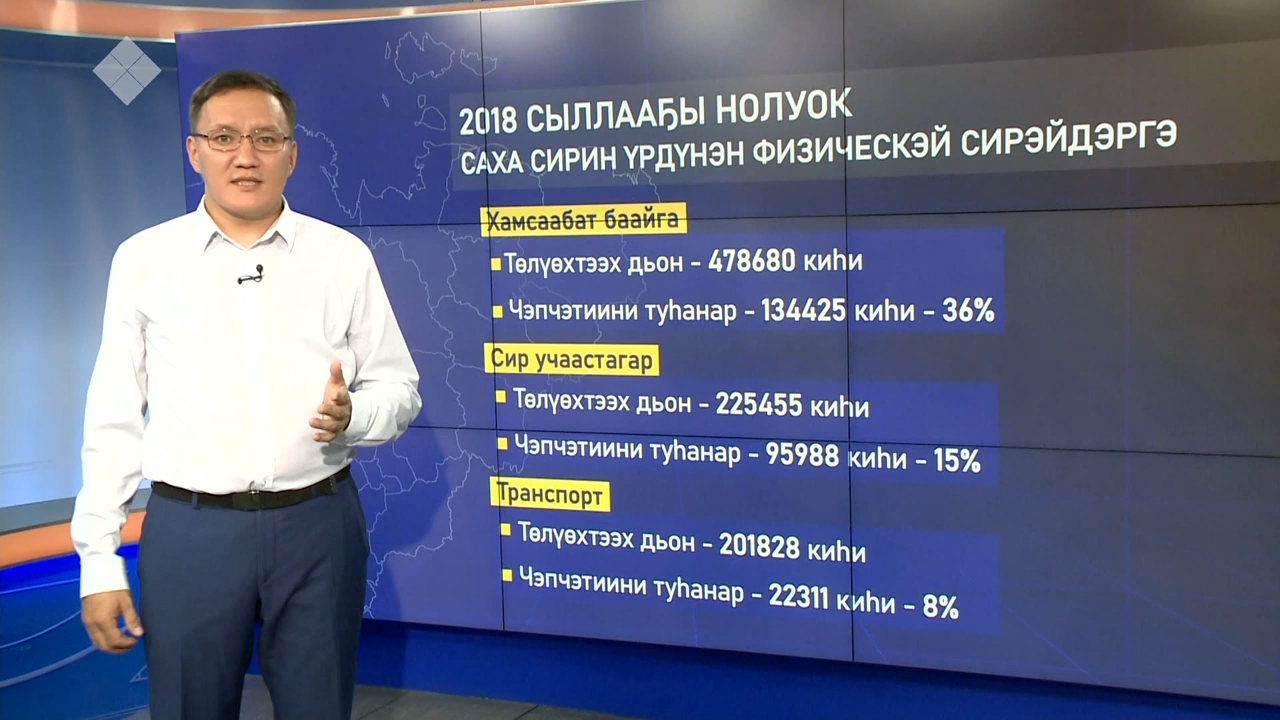 2018 СЫЛЛААҔЫ НОЛУОК
САХА СИРИН ҮРДҮНЭН ФИЗИЧЕСКЭЙ СИРЭЙДЭРГЭ
Хамсаабат баайга
Төлүөхтээх дьон - 478680 киһи
Чэпчэтиини туһанар - 134425 киһи - 36%
Сир учаастагар
Төлүөхтээх дьон - 225455 киһи
Чэпчэтиини туһанар - 95988 киһи - 15%
Транспорт
Төлүөхтээх дьон - 201828 киһи
Чэпчэтиини туһанар - 22311 киһи - 8%